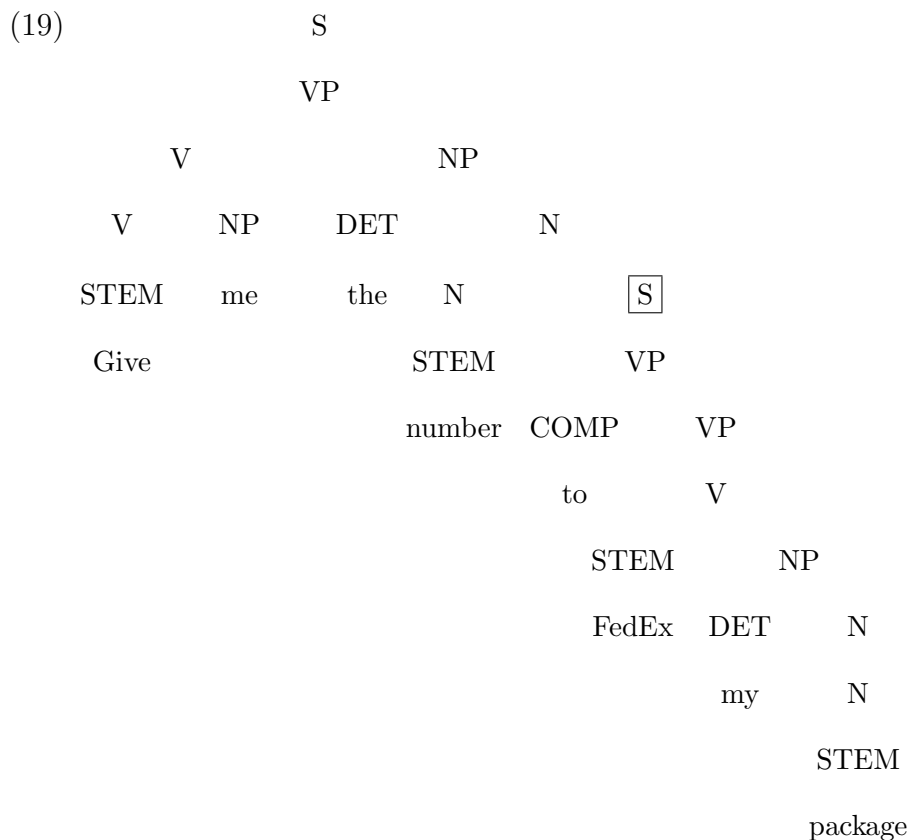 (19) S
VP
V NP
V NP DET N
STEM me the N S
Give STEM VP
number COMP VP
to V
STEM NP
FedEx DET N
my N
STEM
package